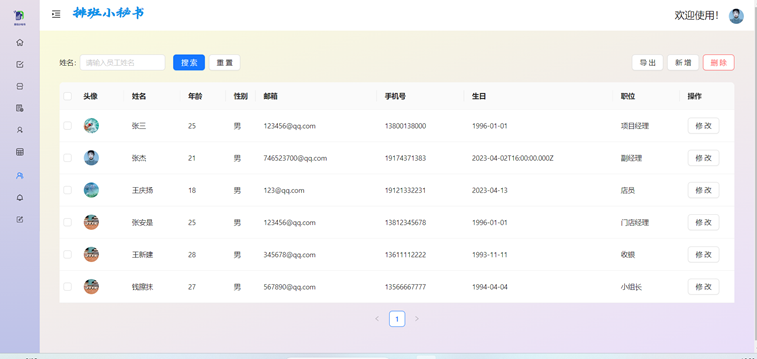 排班小秘书
欢迎使用！
姓名: 请输入员工姓名 搜 索 重 置 导 出 新 增 删 除
头像 姓名 年龄 性别 邮箱 手机号 生日 职位 操作
张三 25 男 123456@qq.com 13800138000 1996-01-01 项目经理 修 改
张杰 21 男 746523700@qq.com 19174371383 2023-04-02T16:00:00.000Z 副经理 修 改
王庆扬 18 男 123@qq.com 19121332231 2023-04-13 店员 修 改
张安是 25 男 123456@qq.com 13812345678 1996-01-01 门店经理 修 改
王新建 28 男 345678@qq.com 13611112222 1993-11-11 收银 修 改
钱擦抹 27 男 567890@qq.com 13566667777 1994-04-04 小组长 修 改
1